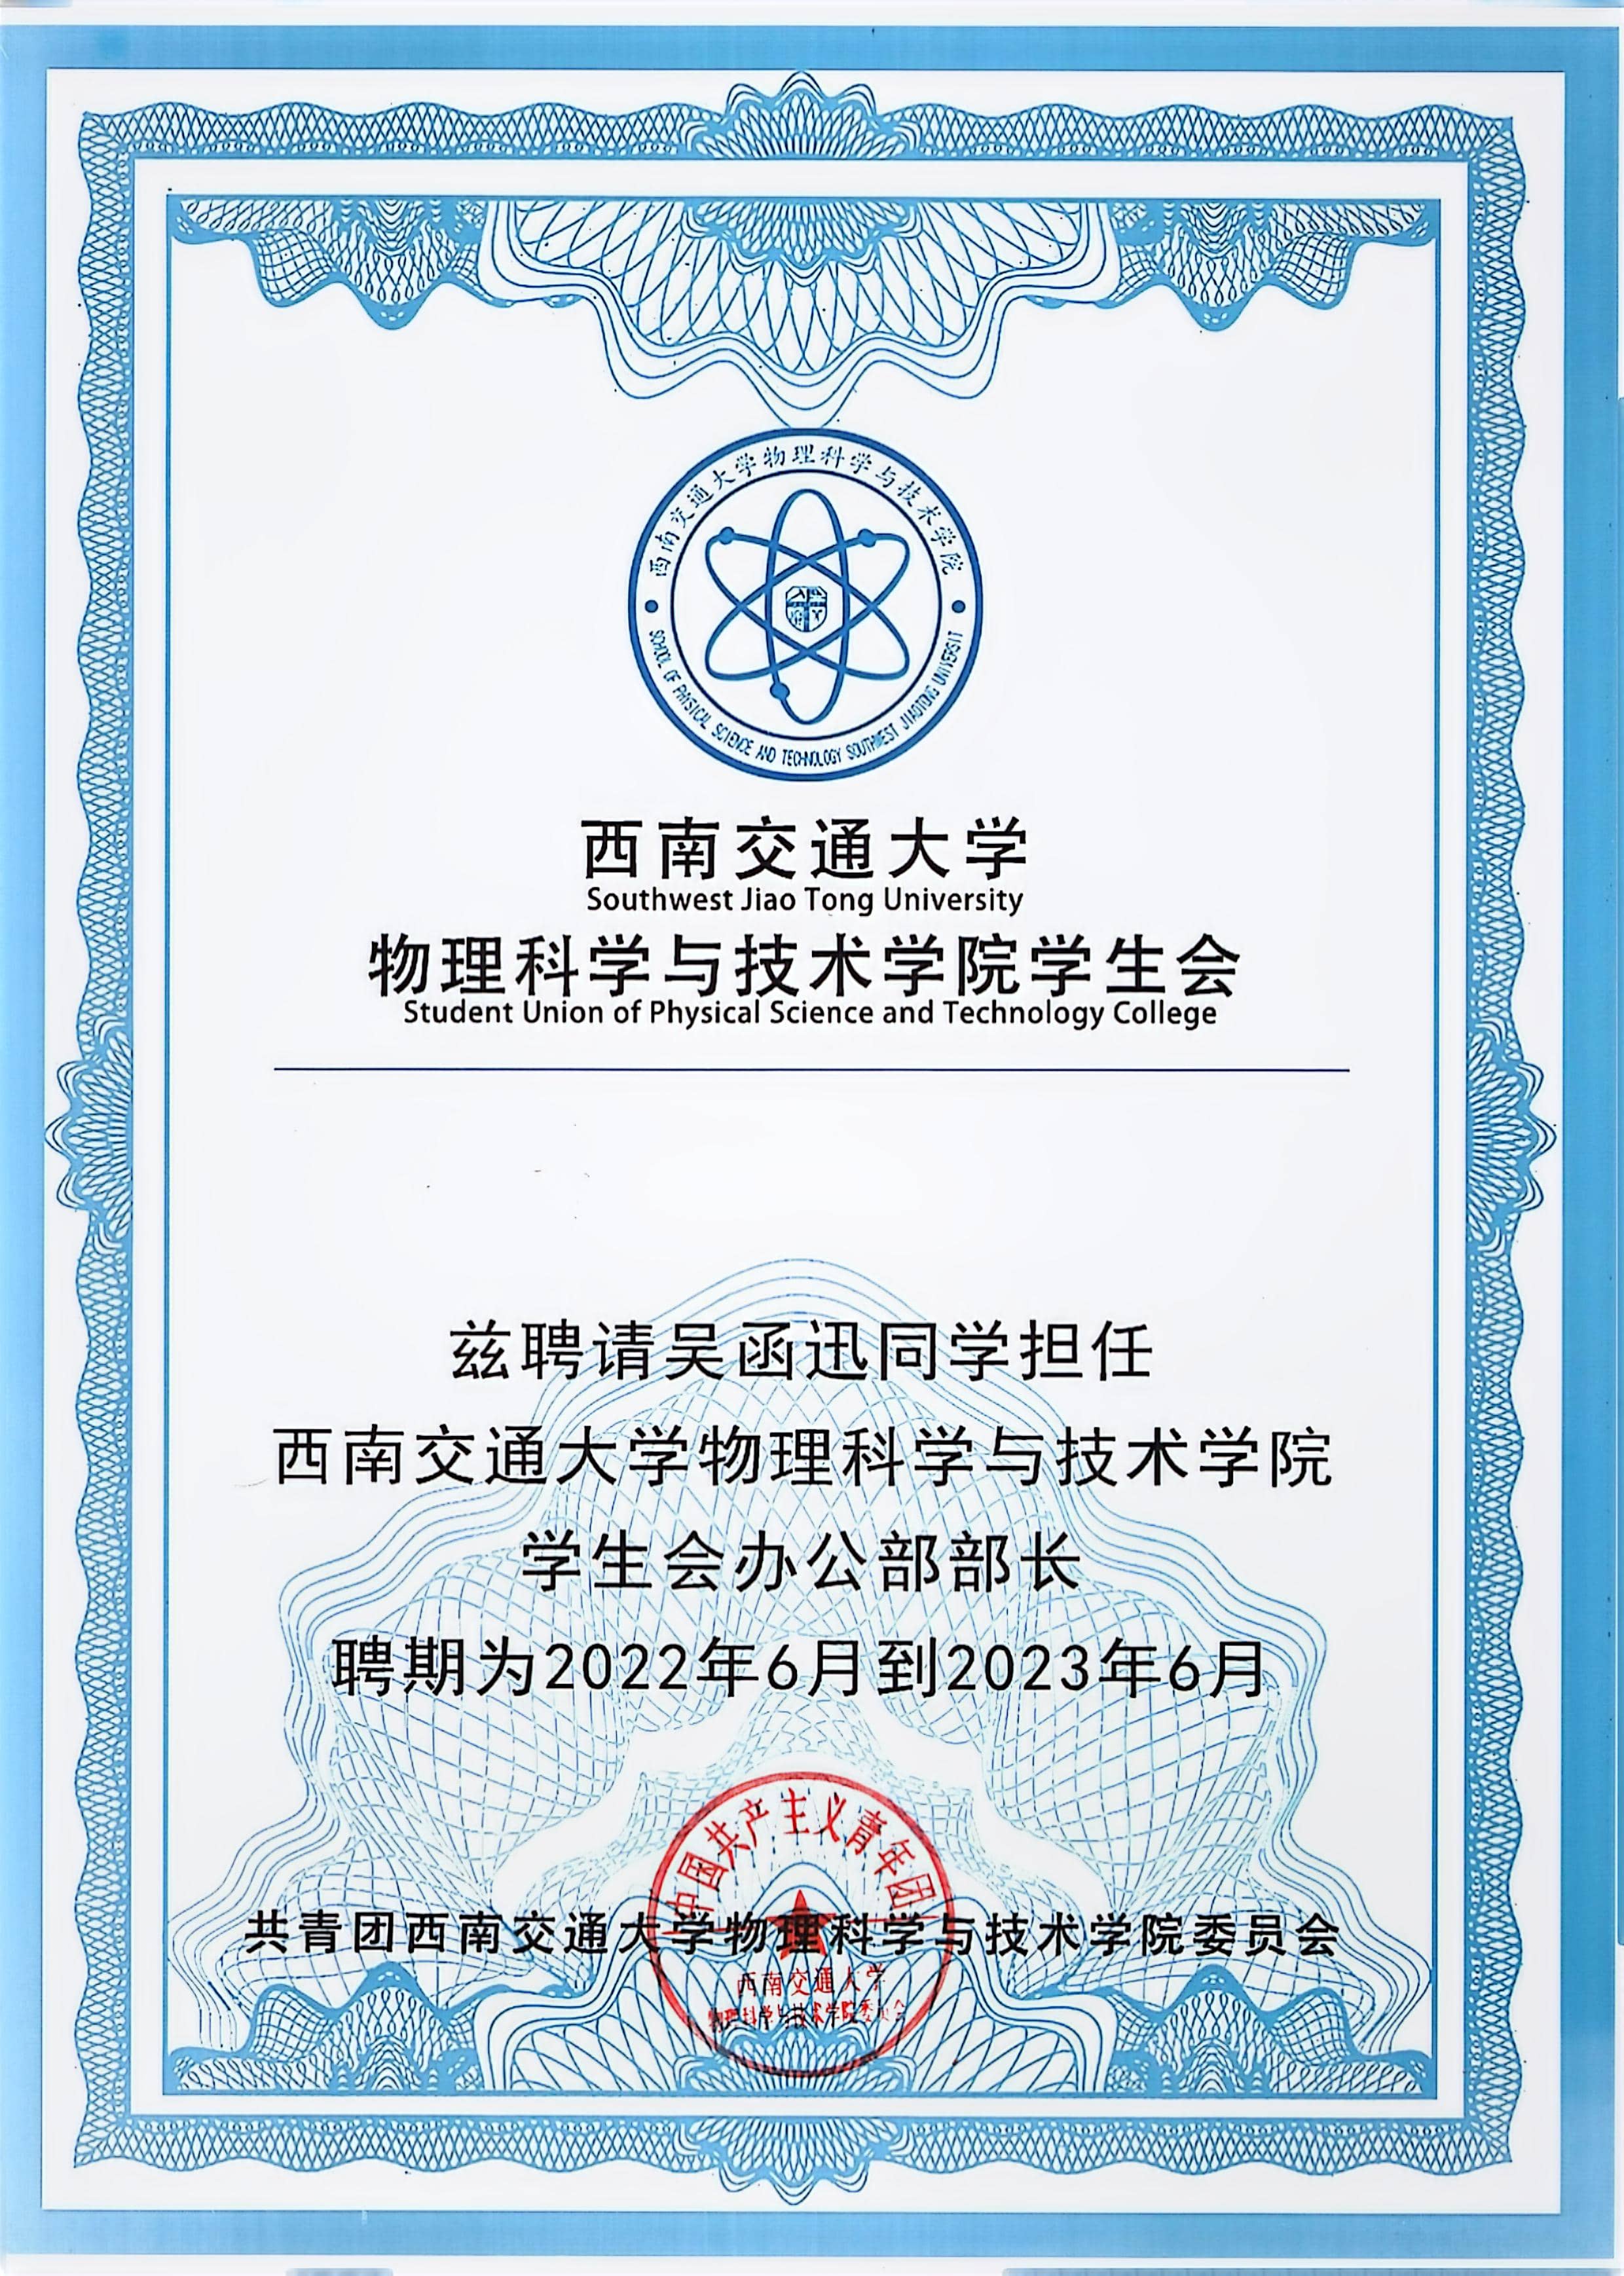 西南交通大学物理科学与技术学院
SCHOOL OF PHYSICAL SCIENCE AND TECHNOLOGY SOUTHWEST JIAOTONG UNIVERSIT
西南交通大学
Southwest Jiao Tong University
物理科学与技术学院学生会
Student Union of Physical Science and Technology College
兹聘请吴函迅同学担任
西南交通大学物理科学与技术学院
学生会办公部部长
聘期为2022年6月到2023年6月
中国共产主义青年团
共青团西南交通大学物理科学与技术学院委员会
西南交通大学
物理科学与技术学院委员会